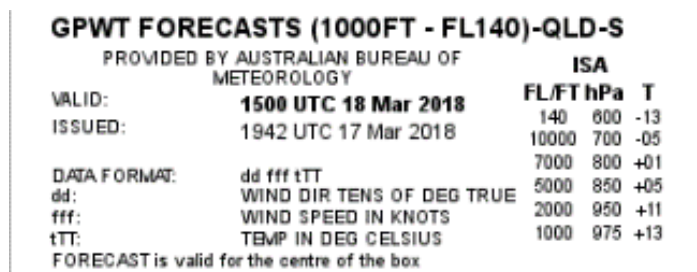 GPWT FORECASTS (1000FT - FL140)-QLD-S
PROVIDED BY AUSTRALIAN BUREAU OF
METEOROLOGY
VALID: 1500 UTC 18 Mar 2018
ISSUED: 1942 UTC 17 Mar 2018
DATA FORMAT: dd fff tTT
dd: WIND DIR TENS OF DEG TRUE
fff: WIND SPEED IN KNOTS
tTT: TEMP IN DEG CELSIUS
FORECAST is valid for the centre of the box
ISA
FL/FT hPa T
140 600 -13
10000 700 -05
7000 800 +01
5000 850 +05
2000 950 +11
1000 975 +13